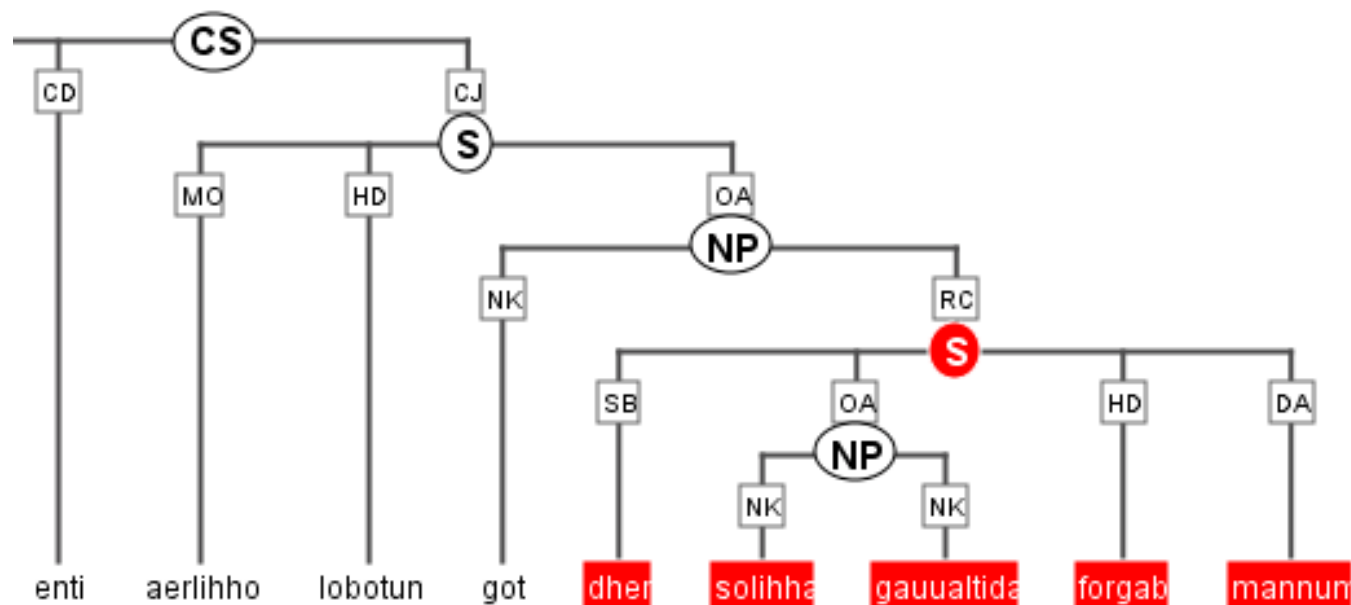 CS
CD CJ
S
MO HD OA
NP
NK RC
S
SB OA HD DA
NP
NK NK
enti aerlihho lobotun got dher solihha gauualtida forgab mannum